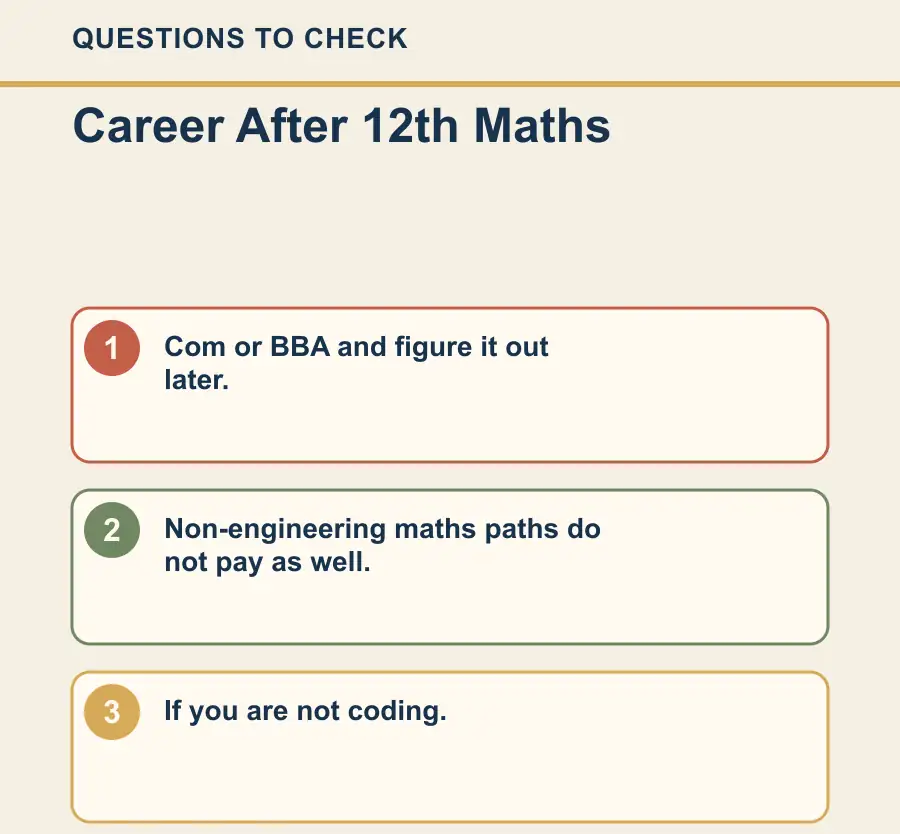 QUESTIONS TO CHECK
Career After 12th Maths
1
Com or BBA and figure it out
later.
2
Non-engineering maths paths do
not pay as well.
3
If you are not coding.